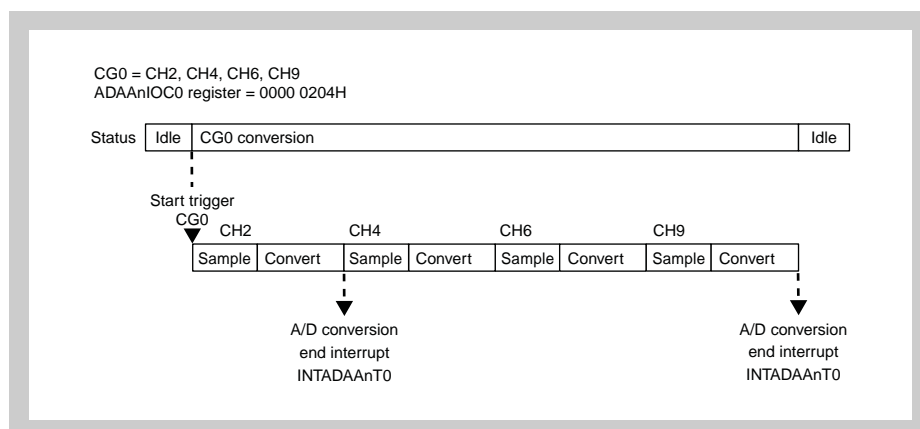 CG0 = CH2, CH4, CH6, CH9
ADAAnIOC0 register = 0000 0204H
Status Idle CG0 conversion Idle
Start trigger
CG0
CH2 CH4 CH6 CH9
Sample Convert Sample Convert Sample Convert Sample Convert
A/D conversion A/D conversion
end interrupt end interrupt
INTADAAnT0 INTADAAnT0